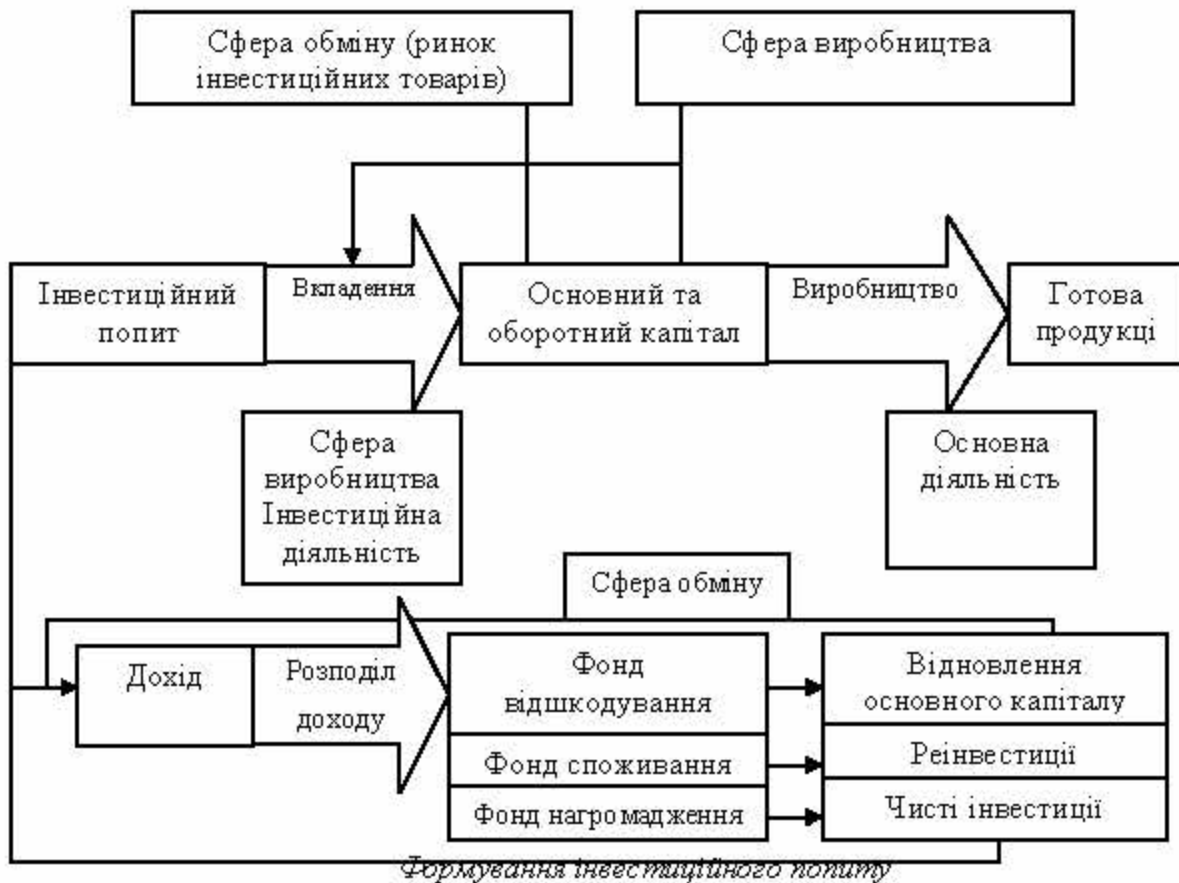 Сфера обміну (ринок
інвестиційних товарів)
Сфера виробництва
Інвестиційний
попит
Вкладення
Основний та
оборотний капітал
Виробництво
Готова
продукці
Сфера
виробництва
Інвестиційна
діяльність
Основна
діяльність
Сфера обміну
Дохід
Розподіл
доходу
Фонд
відшкодування
Відновлення
основного капіталу
Фонд споживання
Реінвестиції
Фонд нагромадження
Чисті інвестиції
Формування інвестиційного попиту